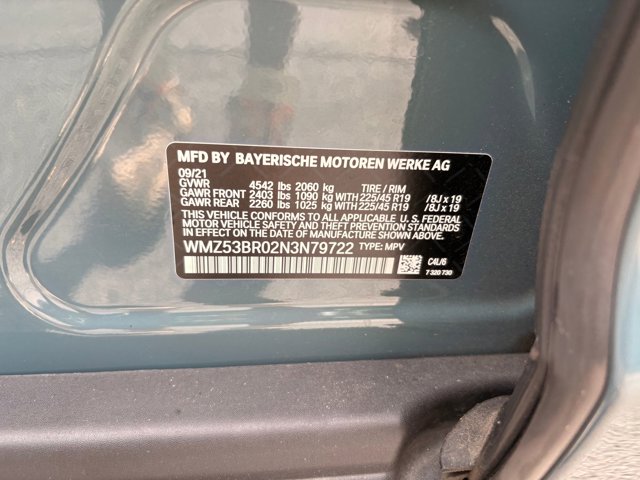 MFD BY BAYERISCHE MOTOREN WERKE AG
09/21
GVWR 4542 lbs 2060 kg TIRE / RIM
GAWR FRONT 2403 lbs 1090 kg WITH 225/45 R19 /8J x 19
GAWR REAR 2260 lbs 1025 kg WITH 225/45 R19 /8J x 19
THIS VEHICLE CONFORMS TO ALL APPLICABLE U. S. FEDERAL
MOTOR VEHICLE SAFETY, BUMPER, AND THEFT PREVENTION
STANDARDS IN EFFECT ON THE DATE OF MANUFACTURE SHOWN ABOVE.
WMZ53BR02N3N79722 TYPE: MPV
C4L/6
7 320 730